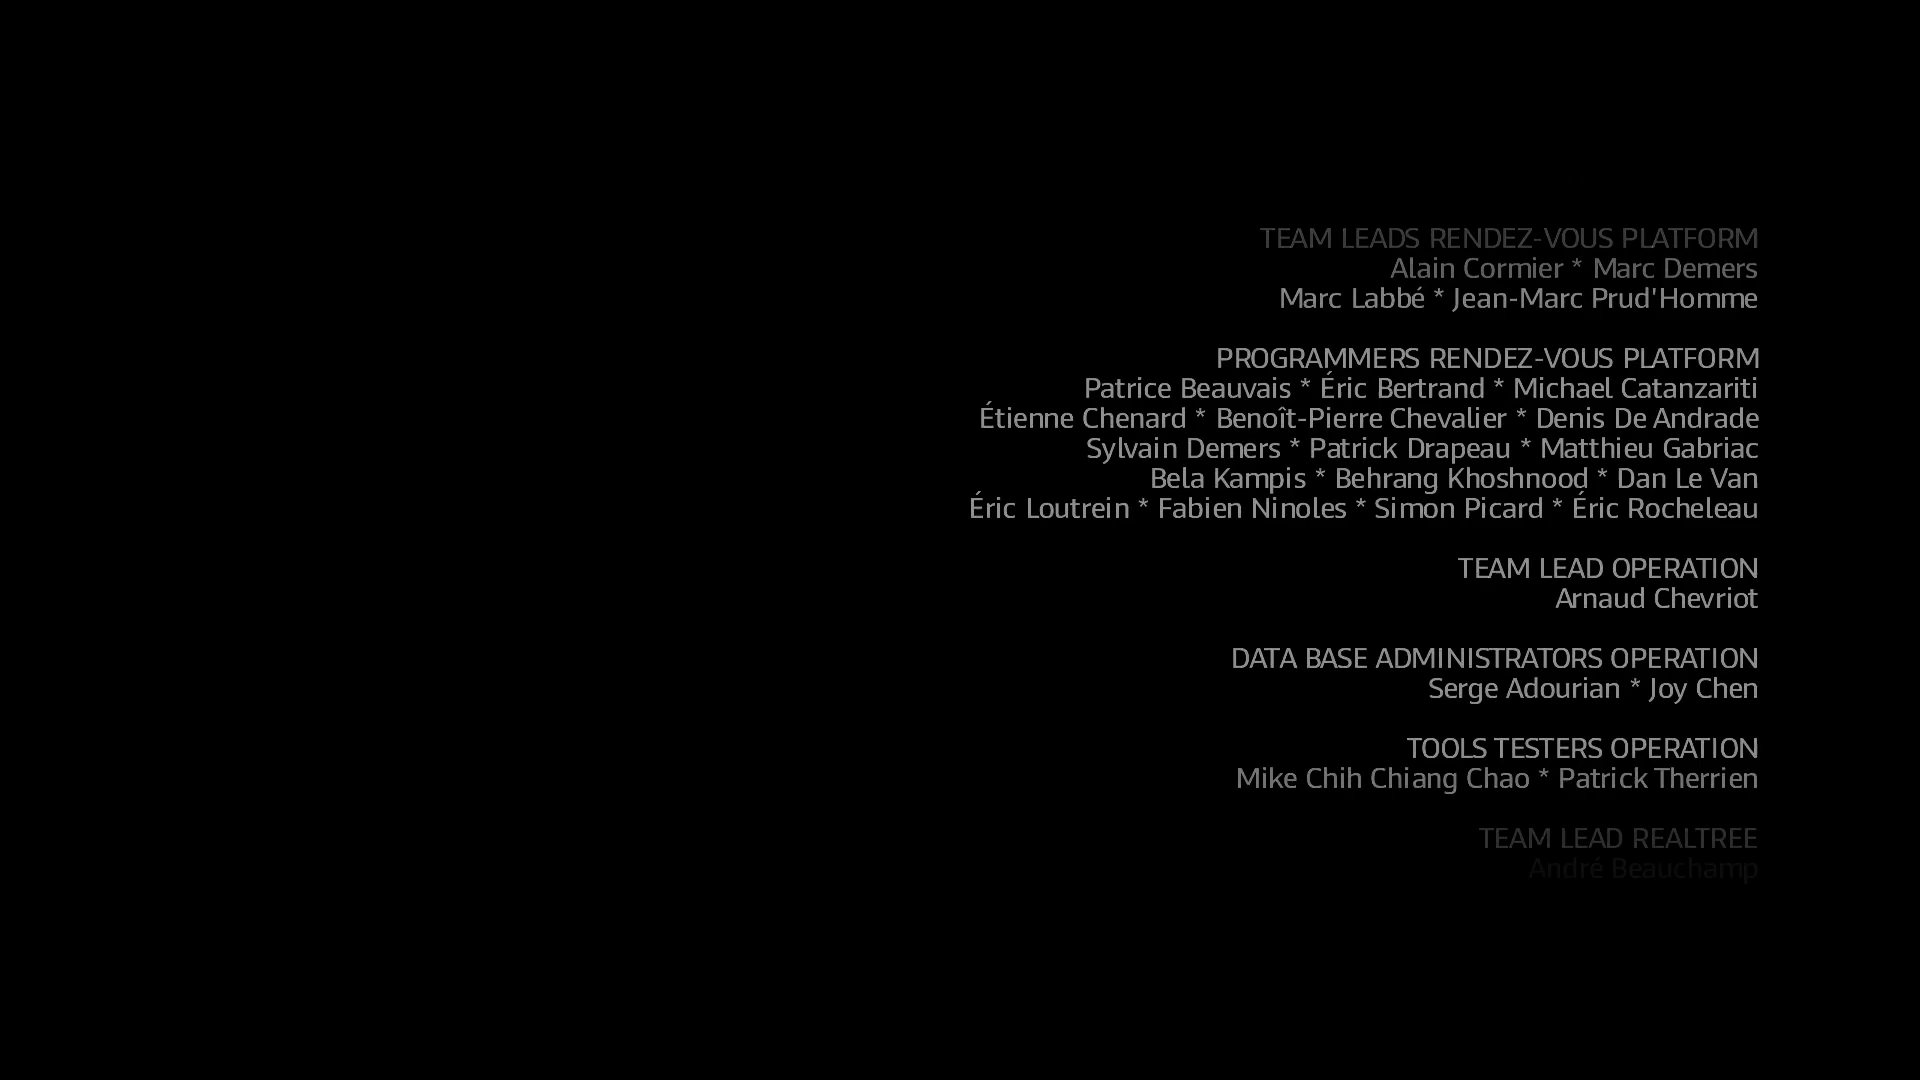 TEAM LEADS RENDEZ-VOUS PLATFORM
Alain Cormier * Marc Demers
Marc Labbé * Jean-Marc Prud'Homme
PROGRAMMERS RENDEZ-VOUS PLATFORM
Patrice Beauvais * Éric Bertrand * Michael Catanzariti
Étienne Chenard * Benoît-Pierre Chevalier * Denis De Andrade
Sylvain Demers * Patrick Drapeau * Matthieu Gabriac
Bela Kampis * Behrang Khoshnood * Dan Le Van
Éric Loutrein * Fabien Ninoles * Simon Picard * Éric Rocheleau
TEAM LEAD OPERATION
Arnaud Chevriot
DATA BASE ADMINISTRATORS OPERATION
Serge Adourian * Joy Chen
TOOLS TESTERS OPERATION
Mike Chih Chiang Chao * Patrick Therrien
TEAM LEAD REALTREE
André Beauchamp